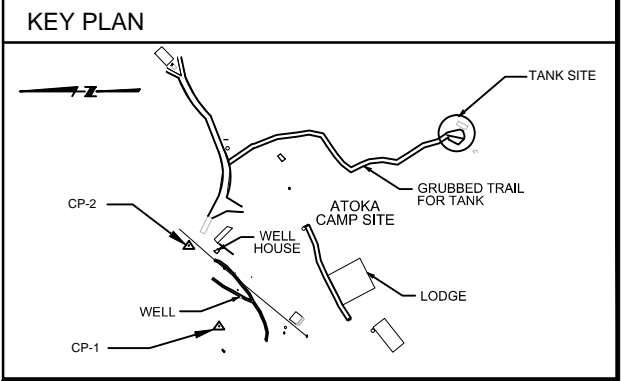 KEY PLAN
TANK SITE
Z
GRUBBED TRAIL
FOR TANK
CP-2
ATOKA
CAMP SITE
WELL
HOUSE
LODGE
WELL
CP-1